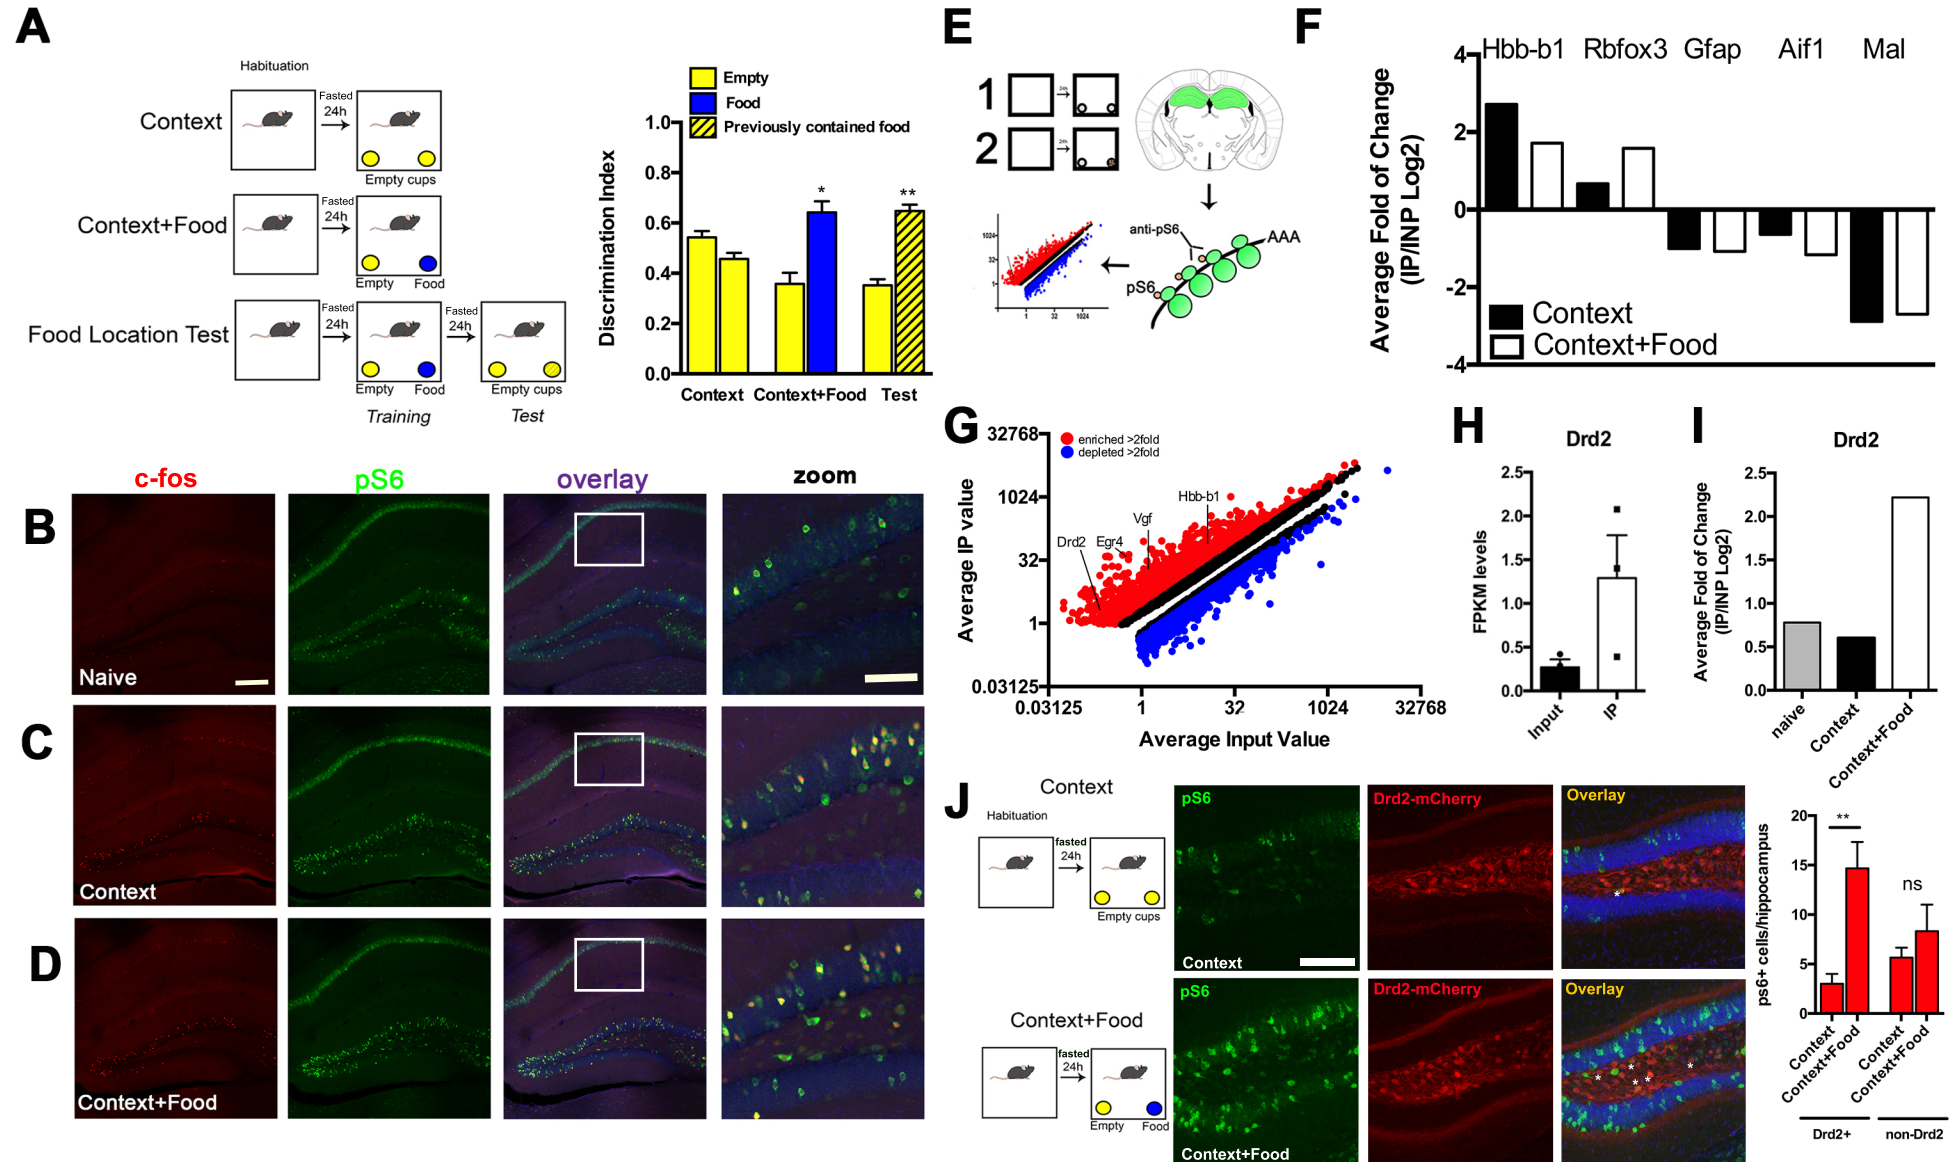 A
Habituation
Context
Fasted
24h
Empty cups
Context+Food
Fasted
24h
Empty
Food
Food Location Test
Fasted
24h
Fasted
24h
Empty
Food
Empty cups
Training
Test
Empty
Food
Previously contained food
Discrimination Index
1.0
0.8
0.6
0.4
0.2
0.0
*
**
Context
Context+Food
Test
c-fos
pS6
overlay
zoom
B
Naive
C
Context
D
Context+Food
E
1
24h
2
24h
anti-pS6
AAA
pS6
1024
32
1
1
32
1024
F
Hbb-b1
Rbfox3
Gfap
Aif1
Mal
Average Fold of Change
(IP/INP Log2)
4
2
0
-2
-4
Context
Context+Food
G
enriched >2fold
depleted >2fold
Average IP value
32768
1024
32
1
0.03125
Hbb-b1
Vgf
Drd2
Egr4
0.03125
1
32
1024
32768
Average Input Value
H
Drd2
FPKM levels
2.5
2.0
1.5
1.0
0.5
0.0
Input
IP
I
Drd2
Average Fold of Change
(IP/INP Log2)
2.5
2.0
1.5
1.0
0.5
0.0
naive
Context
Context+Food
J
Context
Habituation
fasted
24h
Empty cups
pS6
Context
Drd2-mCherry
Overlay
*
Context+Food
Habituation
fasted
24h
Empty
Food
pS6
Context+Food
Drd2-mCherry
Overlay
* * * * *
ps6+ cells/hippocampus
20
15
10
5
0
**
ns
Context
Context+Food
Context
Context+Food
Drd2+
non-Drd2